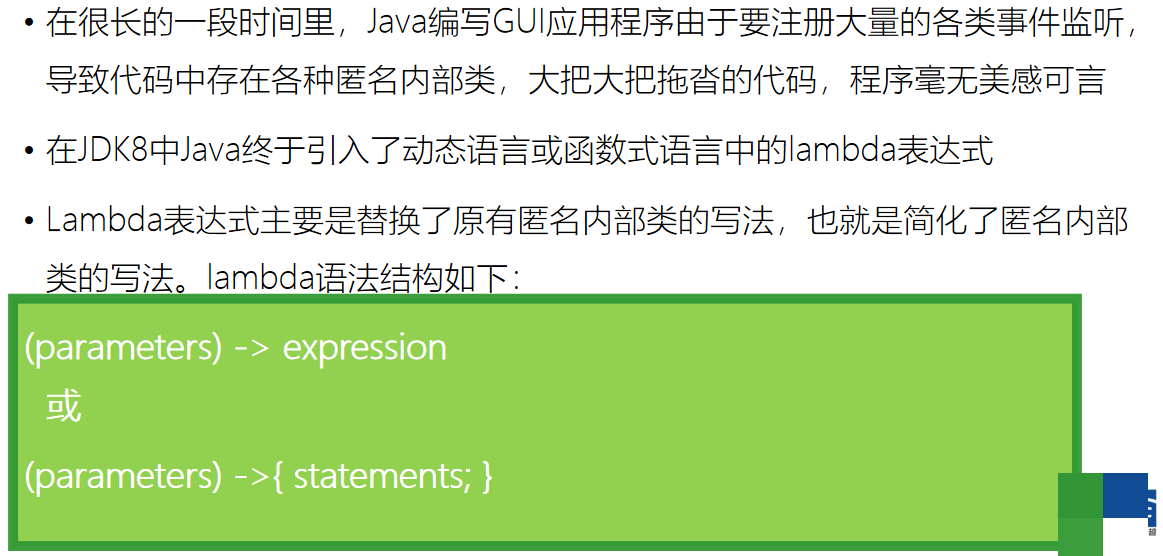 • 在很长的一段时间里，Java编写GUI应用程序由于要注册大量的各类事件监听，
导致代码中存在各种匿名内部类，大把大把拖沓的代码，程序毫无美感可言
• 在JDK8中Java终于引入了动态语言或函数式语言中的lambda表达式
• Lambda表达式主要是替换了原有匿名内部类的写法，也就是简化了匿名内部
类的写法。lambda语法结构如下：
(parameters) -> expression
或
(parameters) ->{ statements; }
越